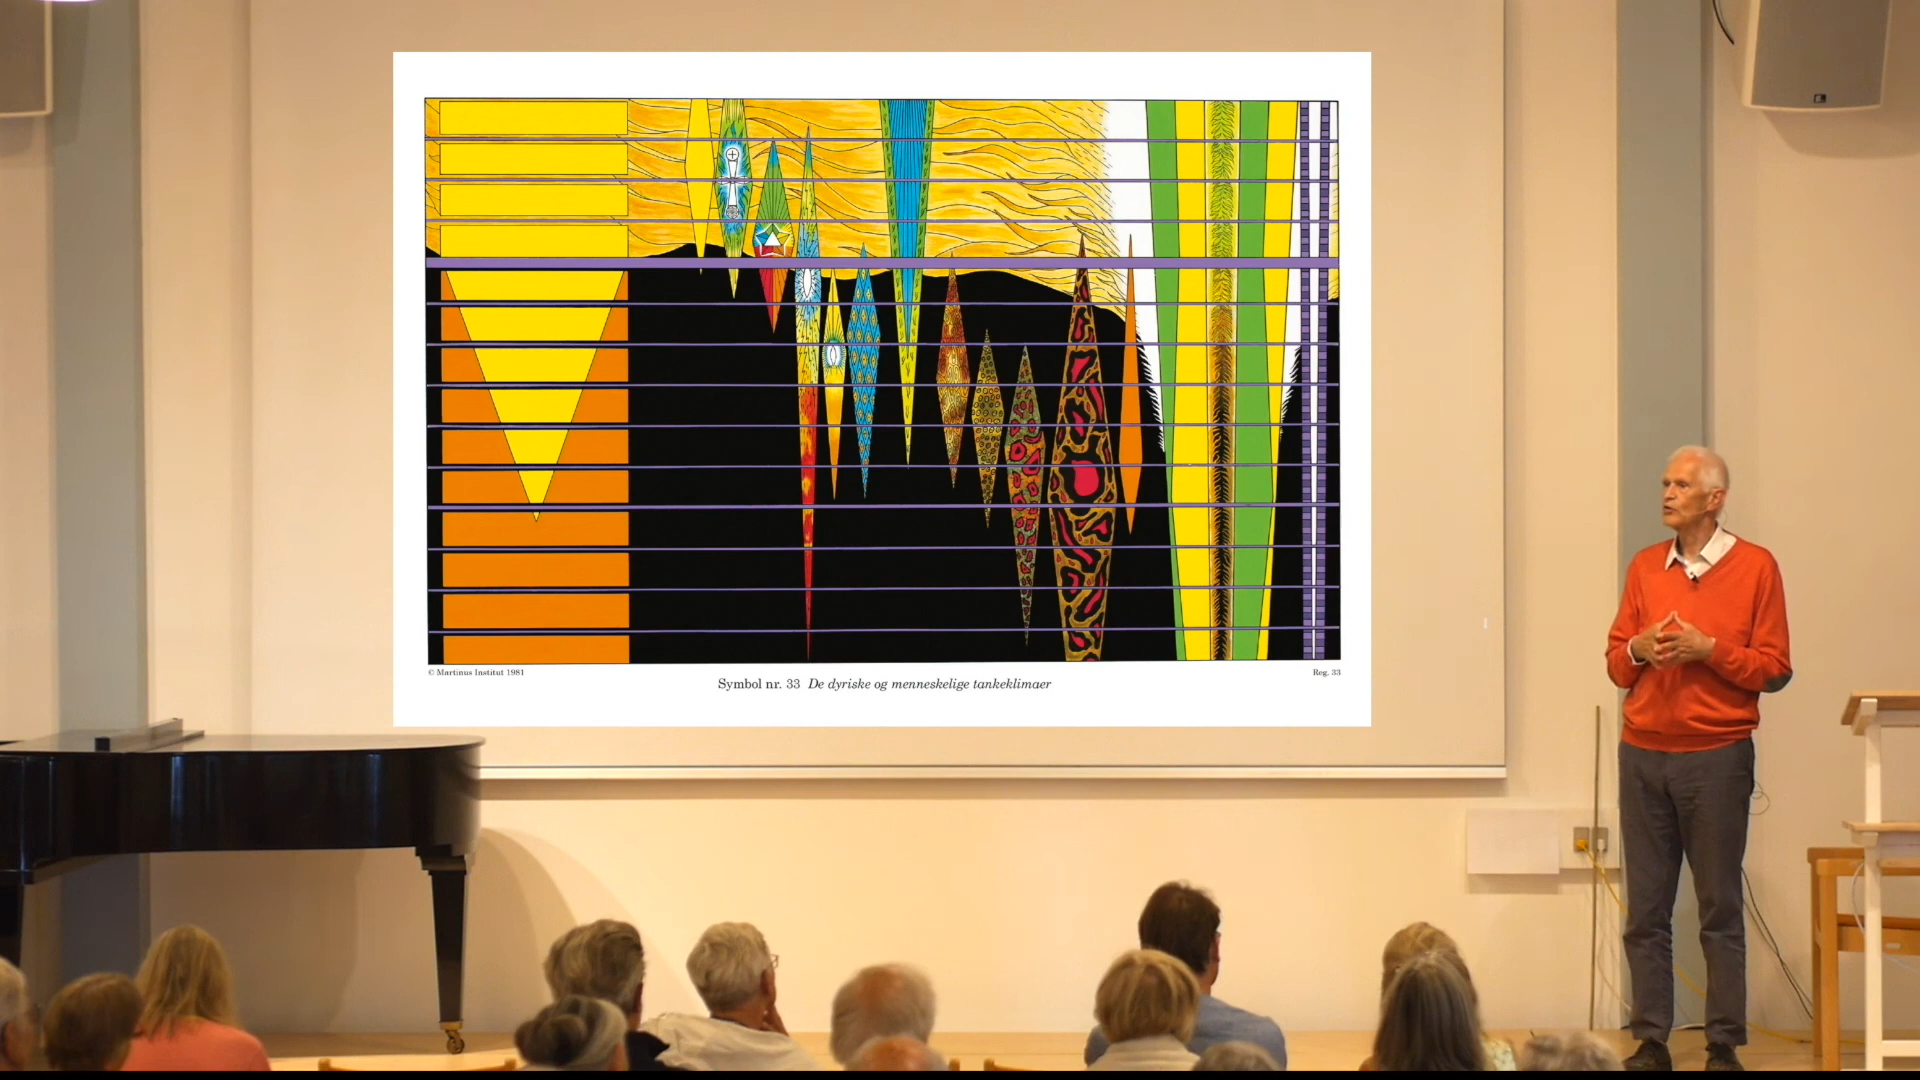 © Martinus Institut 1981
Reg. 33
Symbol nr. 33 De dyriske og menneskelige tankeklimaer